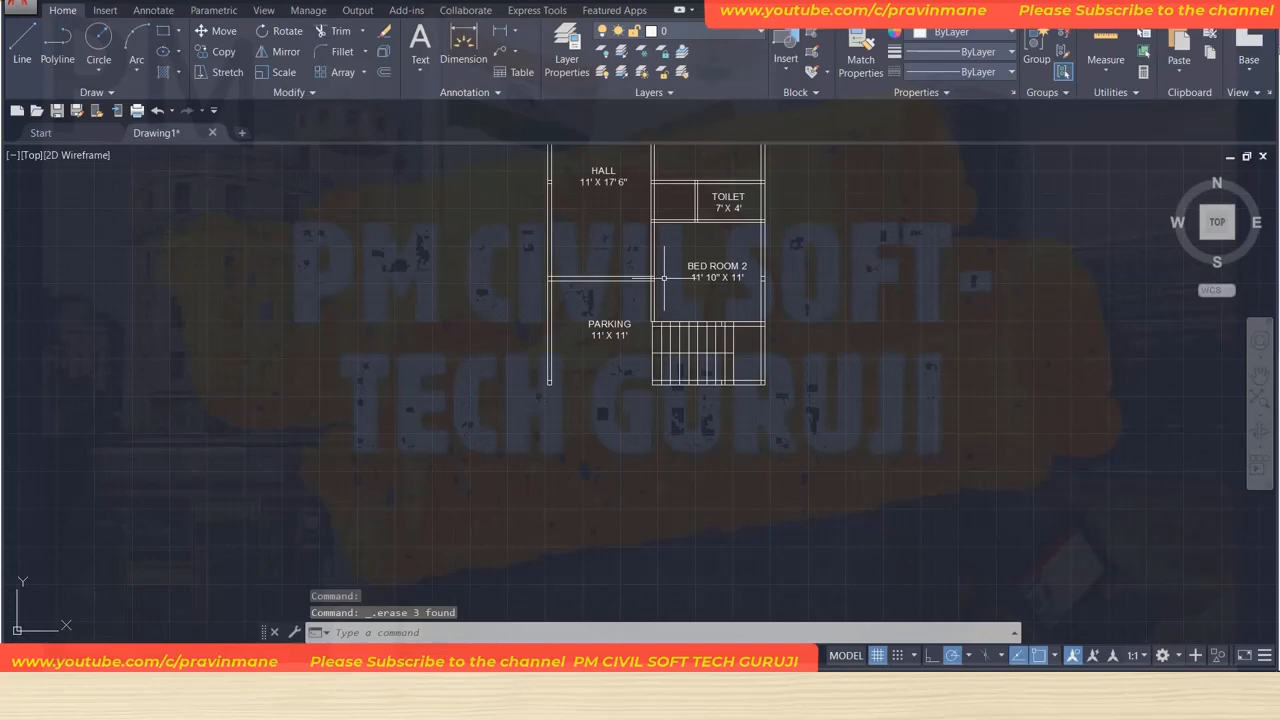 www.youtube.com/c/pravinmane Please Subscribe to the channel
Home Insert Annotate Parametric View Manage Output Add-ins Collaborate Express Tools Featured Apps
Move Rotate Trim 0 ByLayer
Line Polyline Circle Arc Copy Mirror Fillet Text Dimension Layer Properties Insert Match Properties ByLayer Group Measure Paste Base
Stretch Scale Array Table ByLayer
Draw Modify Annotation Layers Block Properties Groups Utilities Clipboard View
Start Drawing1*
[−][Top][2D Wireframe]
N
W TOP E
S
WCS
HALL
11' X 17' 6"
TOILET
7' X 4'
BED ROOM 2
11' 10" X 11'
PARKING
11' X 11'
PM CIVIL SOFT -
TECH GURUJI
Y
X
Command:
Command: _.erase 3 found
Type a command
www.youtube.com/c/pravinmane Please Subscribe to the channel PM CIVIL SOFT TECH GURUJI
MODEL 1:1